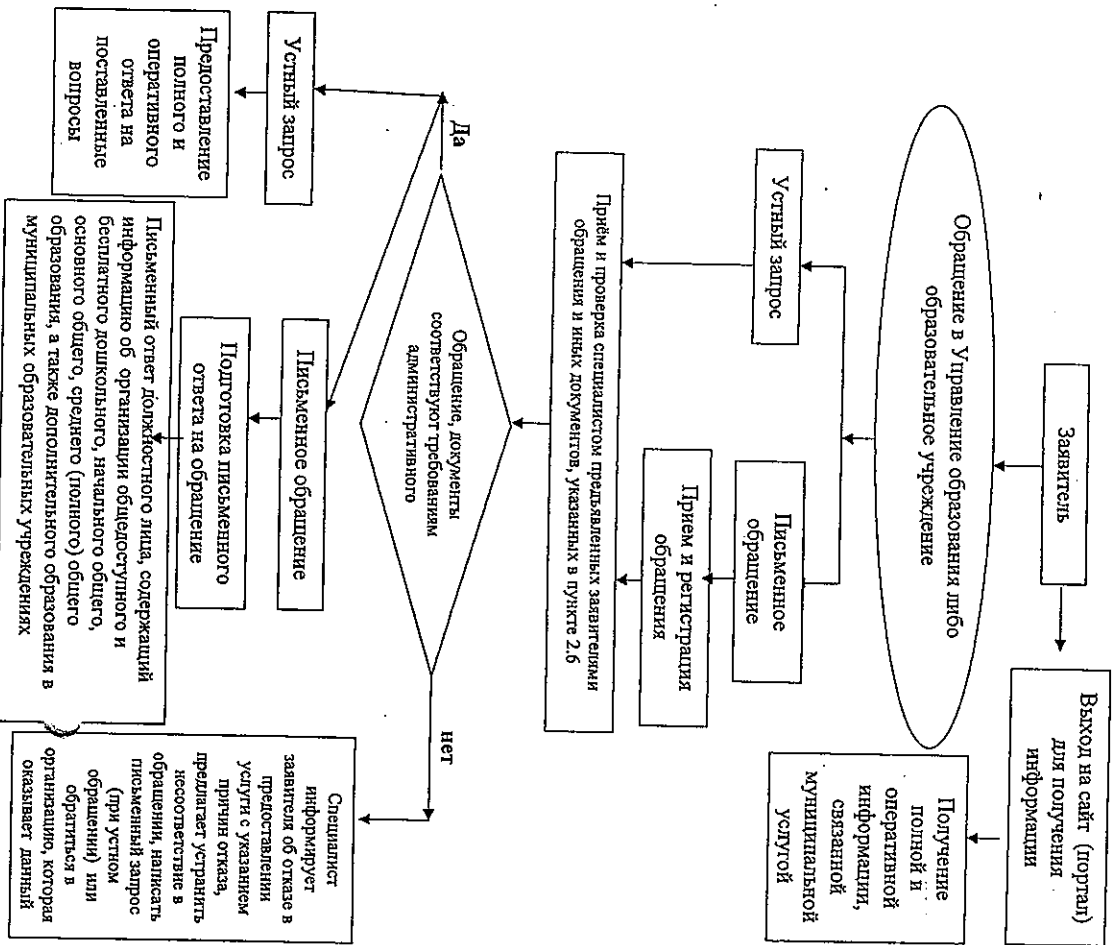 Заявитель
Выход на сайт (портал)
для получения
информации
Обращение в Управление образования либо
образовательное учреждение
Получение
полной и
оперативной
информации,
связанной
муниципальной
услугой
Устный запрос
Письменное
обращение
Прием и регистрация
обращения
Приём и проверка специалистом предъявленных заявителями
обращения и иных документов, указанных в пункте 2.6
Обращение, документы
соответствуют требованиям
административного
Да
нет
Устный запрос
Письменное обращение
Предоставление
полного и
оперативного
ответа на
поставленные
вопросы
Подготовка письменного
ответа на обращение
Письменный ответ должностного лица, содержащий
информацию об организации общедоступного и
бесплатного дошкольного, начального общего,
основного общего, среднего (полного) общего
образования, а также дополнительного образования в
муниципальных образовательных учреждениях
Специалист
информирует
заявителя об отказе в
предоставлении
услуги с указанием
причин отказа,
предлагает устранить
несоответствие в
обращении, написать
письменный запрос
(при устном
обращении) или
обратиться в
организацию, которая
оказывает данный